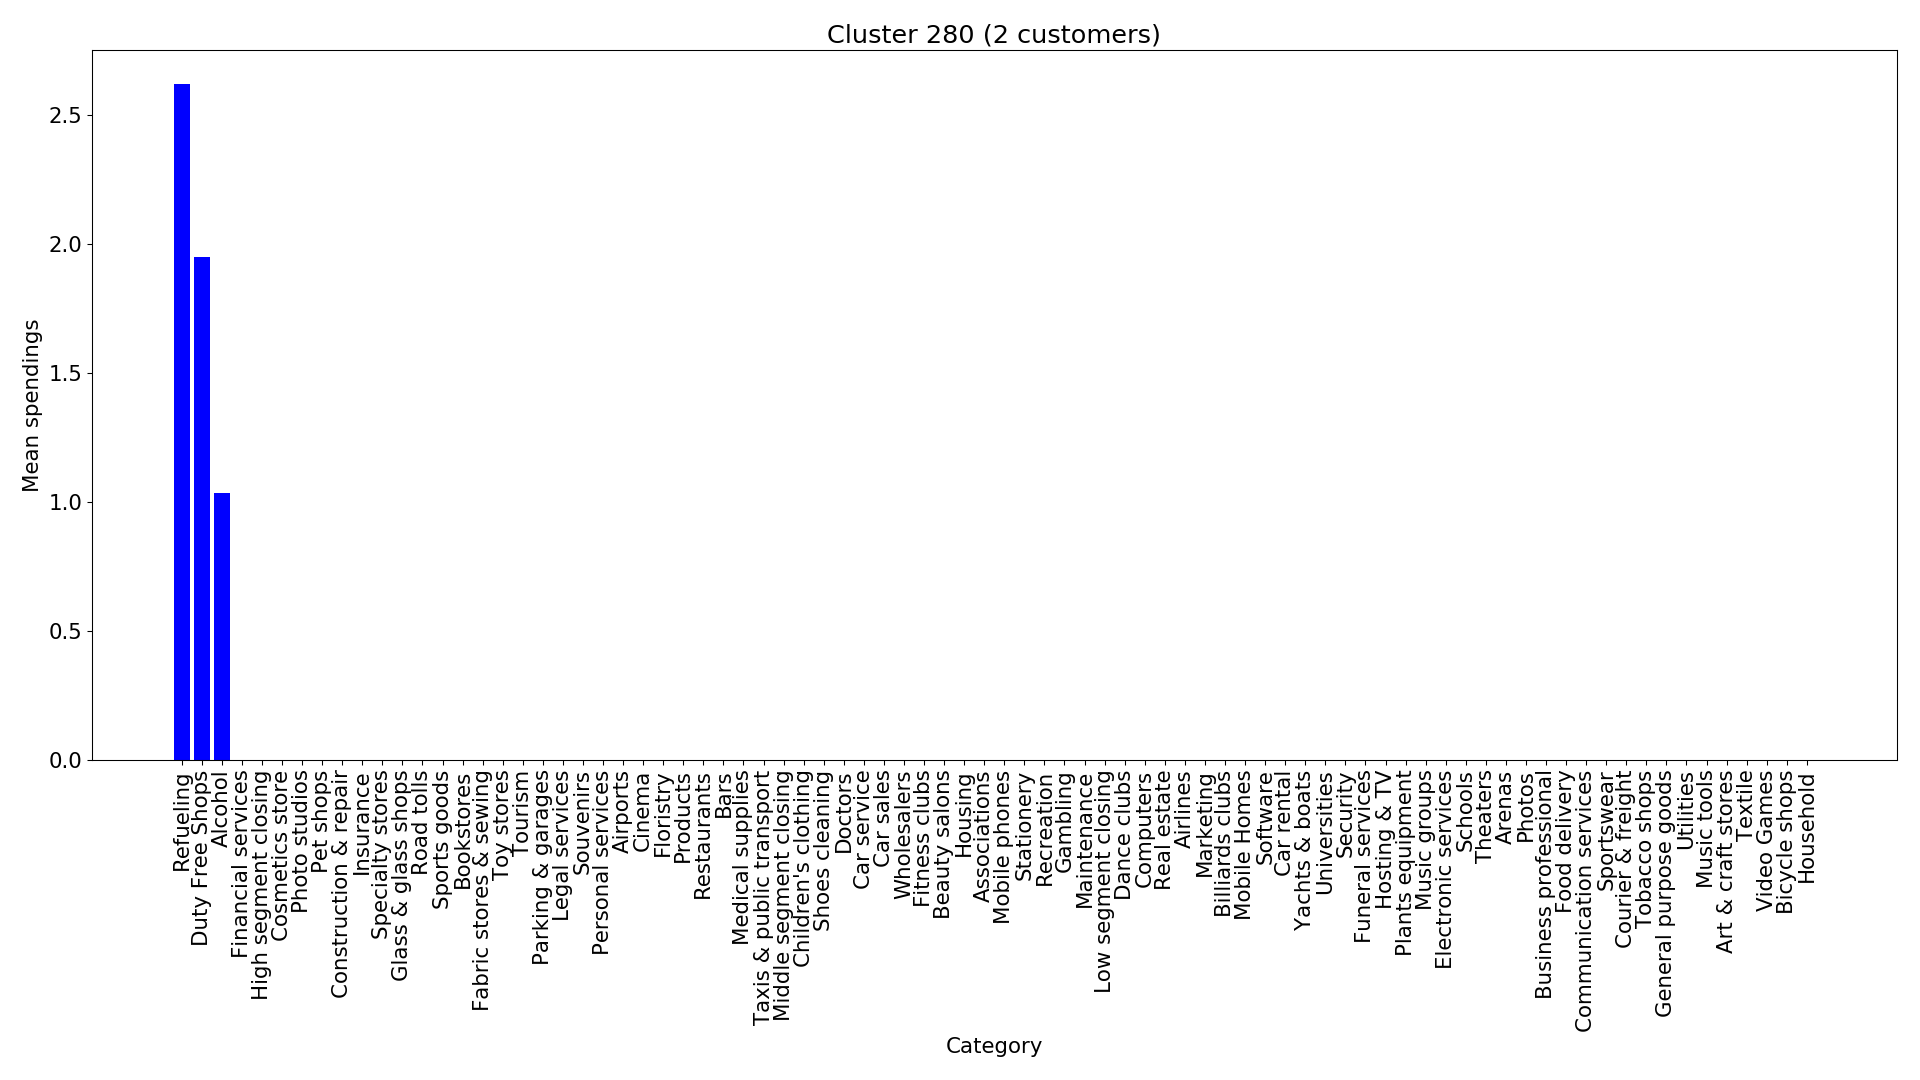 Cluster 280 (2 customers)
Mean spendings
2.5
2.0
1.5
1.0
0.5
0.0
Refueling
Duty Free Shops
Alcohol
Financial services
High segment closing
Cosmetics store
Photo studios
Pet shops
Construction & repair
Insurance
Specialty stores
Glass & glass shops
Road tolls
Sports goods
Bookstores
Fabric stores & sewing
Toy stores
Tourism
Parking & garages
Legal services
Souvenirs
Personal services
Airports
Cinema
Floristry
Products
Restaurants
Bars
Medical supplies
Taxis & public transport
Middle segment closing
Children's clothing
Shoes cleaning
Doctors
Car service
Car sales
Wholesalers
Fitness clubs
Beauty salons
Housing
Associations
Mobile phones
Stationery
Recreation
Gambling
Maintenance
Low segment closing
Dance clubs
Computers
Real estate
Airlines
Marketing
Billiards clubs
Mobile Homes
Software
Car rental
Yachts & boats
Universities
Security
Funeral services
Hosting & TV
Plants equipment
Music groups
Electronic services
Schools
Theaters
Arenas
Photos
Business professional
Food delivery
Communication services
Sportswear
Courier & freight
Tobacco shops
General purpose goods
Utilities
Music tools
Art & craft stores
Textile
Video Games
Bicycle shops
Household
Category